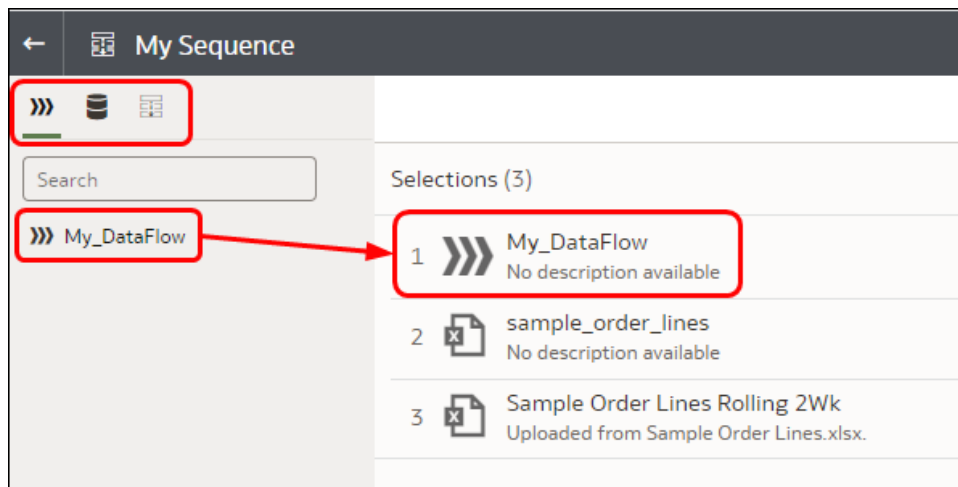 My Sequence
Search
My_DataFlow
Selections (3)
1
My_DataFlow
No description available
2
sample_order_lines
No description available
3
Sample Order Lines Rolling 2Wk
Uploaded from Sample Order Lines.xlsx.